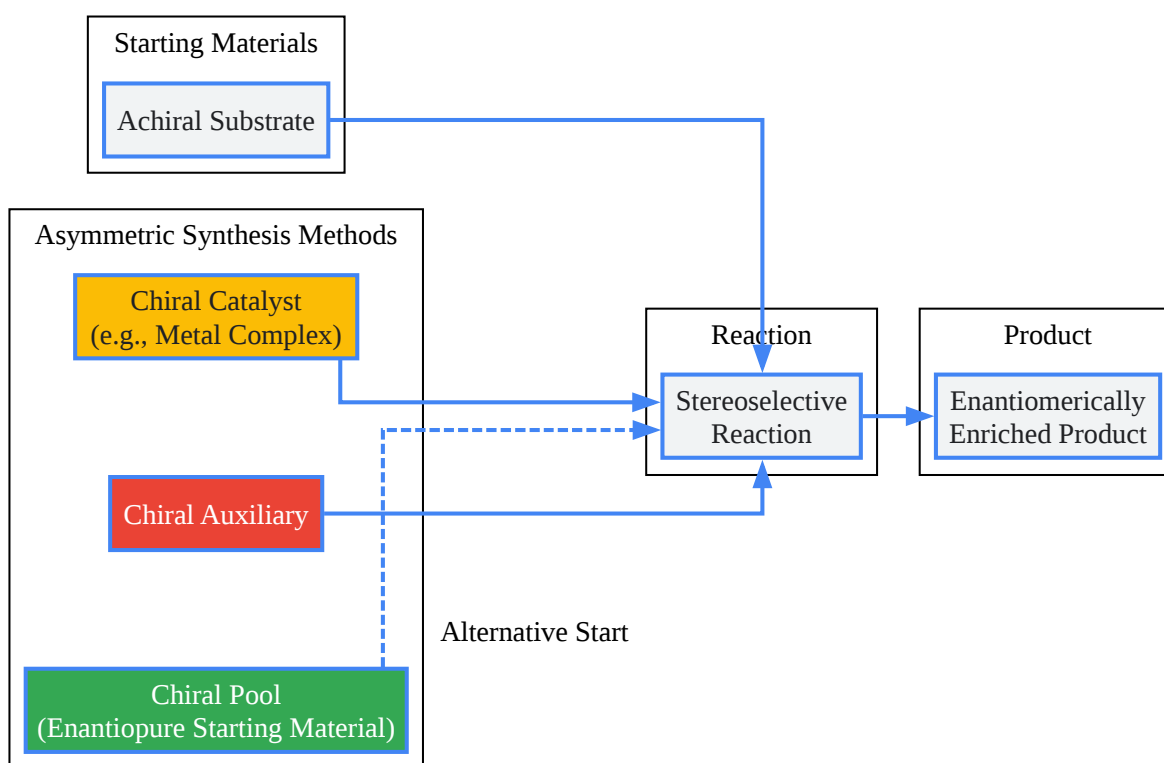 Starting Materials
Achiral Substrate
Asymmetric Synthesis Methods
Chiral Catalyst
(e.g., Metal Complex)
Chiral Auxiliary
Chiral Pool
(Enantiopure Starting Material)
Alternative Start
Reaction
Stereoselective
Reaction
Product
Enantiomerically
Enriched Product